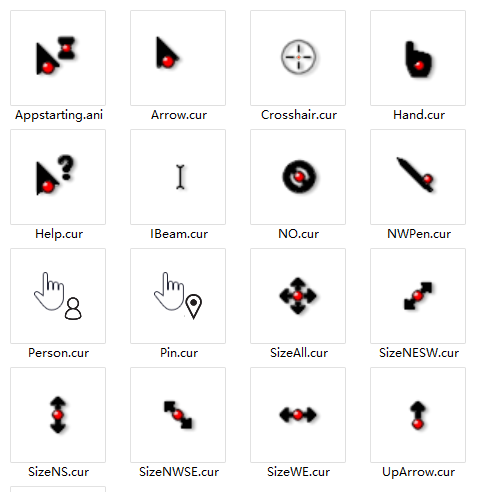 Appstarting.ani
Arrow.cur
Crosshair.cur
Hand.cur
Help.cur
IBeam.cur
NO.cur
NWPen.cur
Person.cur
Pin.cur
SizeAll.cur
SizeNESW.cur
SizeNS.cur
SizeNWSE.cur
SizeWE.cur
UpArrow.cur